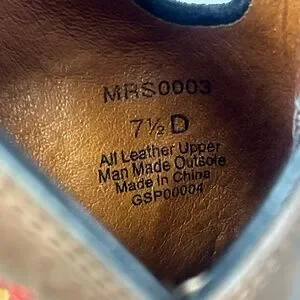 MRS0003
7½ D
All Leather Upper
Man Made Outsole
Made in China
GSP00004